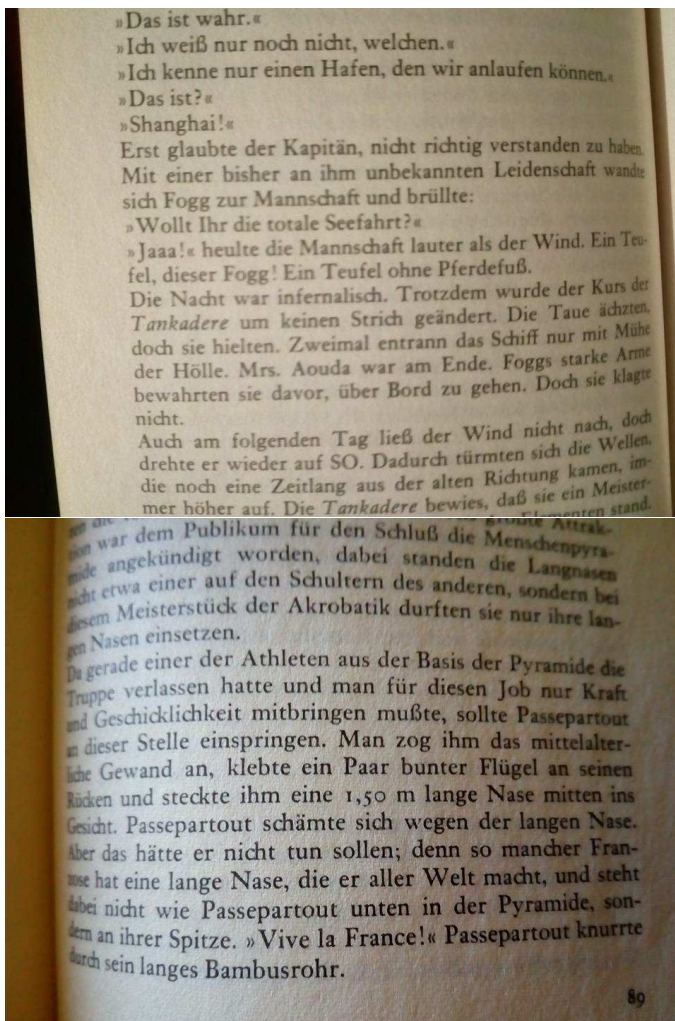 »Das ist wahr.«
»Ich weiß nur noch nicht, welchen.«
»Ich kenne nur einen Hafen, den wir anlaufen können.«
»Das ist?«
»Shanghai!«
Erst glaubte der Kapitän, nicht richtig verstanden zu haben.
Mit einer bisher an ihm unbekannten Leidenschaft wandte
sich Fogg zur Mannschaft und brüllte:
»Wollt Ihr die totale Seefahrt?«
»Jaaa!« heulte die Mannschaft lauter als der Wind. Ein Teu-
fel, dieser Fogg! Ein Teufel ohne Pferdefuß.
Die Nacht war infernalisch. Trotzdem wurde der Kurs der
Tankadere um keinen Strich geändert. Die Taue ächzten,
doch sie hielten. Zweimal entrann das Schiff nur mit Mühe
der Hölle. Mrs. Aouda war am Ende. Foggs starke Arme
bewahrten sie davor, über Bord zu gehen. Doch sie klagte
nicht.
Auch am folgenden Tag ließ der Wind nicht nach, doch
drehte er wieder auf SO. Dadurch türmten sich die Wellen,
die noch eine Zeitlang aus der alten Richtung kamen, im-
mer höher auf. Die Tankadere bewies, daß sie ein Meister-
Elementen stand.
größte Attrak-
tion war dem Publikum für den Schluß die Menschenpyra-
mide angekündigt worden, dabei standen die Langnasen
nicht etwa einer auf den Schultern des anderen, sondern bei
diesem Meisterstück der Akrobatik durften sie nur ihre lan-
gen Nasen einsetzen.
Da gerade einer der Athleten aus der Basis der Pyramide die
Truppe verlassen hatte und man für diesen Job nur Kraft
und Geschicklichkeit mitbringen mußte, sollte Passepartout
an dieser Stelle einspringen. Man zog ihm das mittelalter-
liche Gewand an, klebte ein Paar bunter Flügel an seinen
Rücken und steckte ihm eine 1,50 m lange Nase mitten ins
Gesicht. Passepartout schämte sich wegen der langen Nase.
Aber das hätte er nicht tun sollen; denn so mancher Fran-
zose hat eine lange Nase, die er aller Welt macht, und steht
dabei nicht wie Passepartout unten in der Pyramide, son-
dern an ihrer Spitze. »Vive la France!« Passepartout knurrte
durch sein langes Bambusrohr.
89